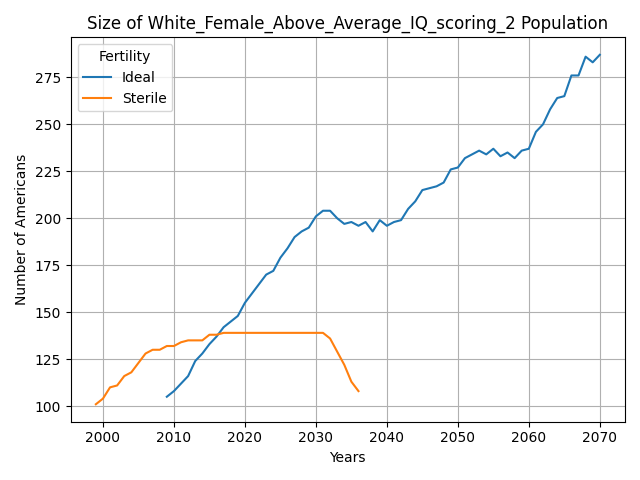 Size of White_Female_Above_Average_IQ_scoring_2 Population
Fertility
Ideal
Sterile
275
250
225
200
175
150
125
100
Number of Americans
2000 2010 2020 2030 2040 2050 2060 2070
Years